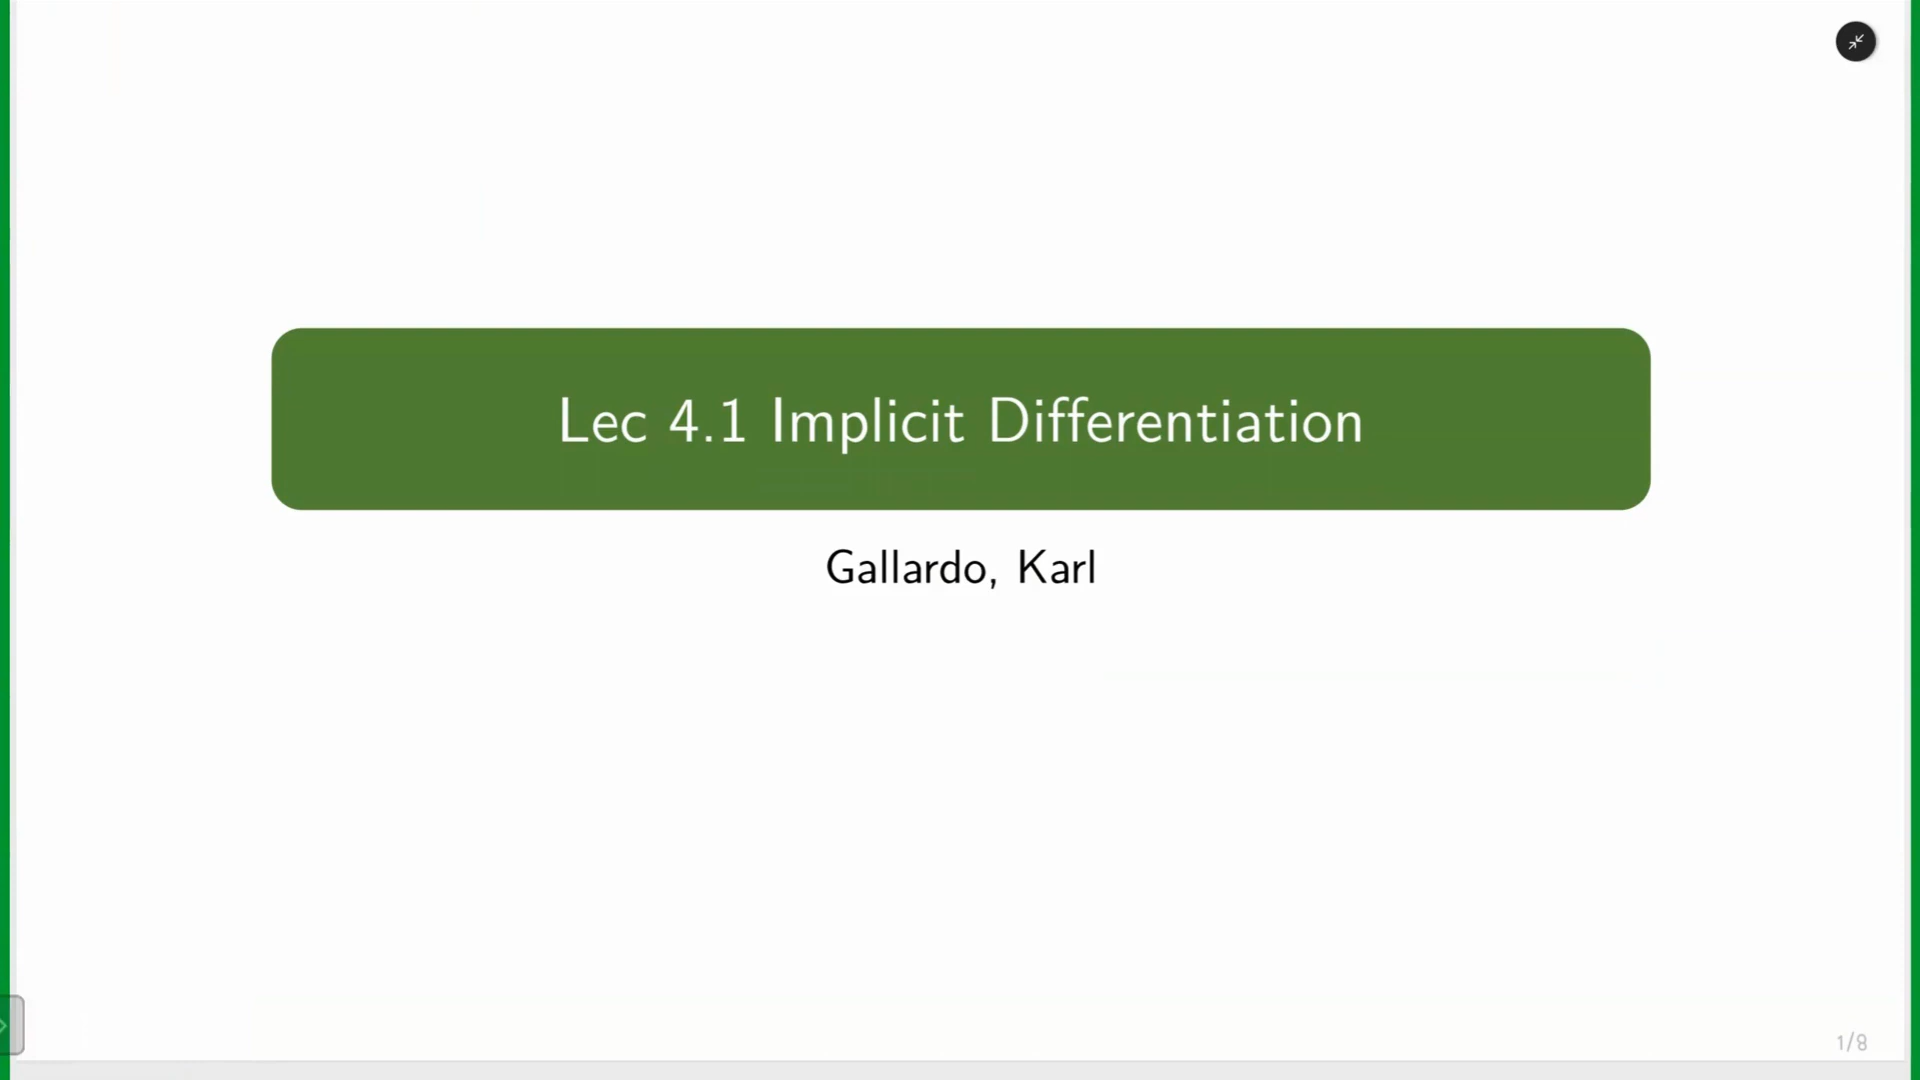 Lec 4.1 Implicit Differentiation
Gallardo, Karl
1/8